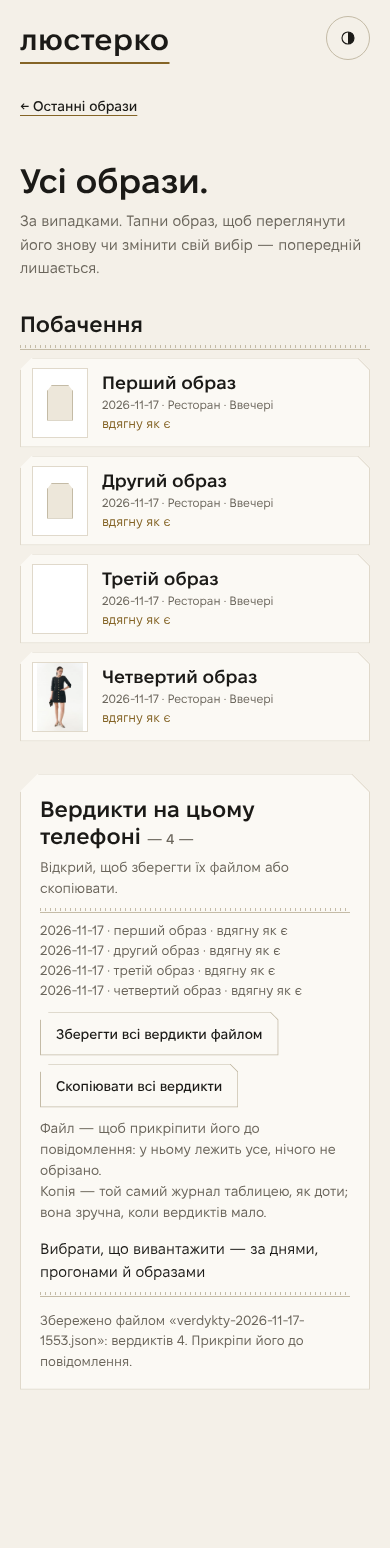 люстерко
← Останні образи
Усі образи.
За випадками. Тапни образ, щоб переглянути
його знову чи змінити свій вибір — попередній
лишається.
Побачення
Перший образ
2026-11-17 · Ресторан · Ввечері
вдягну як є
Другий образ
2026-11-17 · Ресторан · Ввечері
вдягну як є
Третій образ
2026-11-17 · Ресторан · Ввечері
вдягну як є
Четвертий образ
2026-11-17 · Ресторан · Ввечері
вдягну як є
Вердикти на цьому
телефоні — 4 —
Відкрий, щоб зберегти їх файлом або
скопіювати.
2026-11-17 · перший образ · вдягну як є
2026-11-17 · другий образ · вдягну як є
2026-11-17 · третій образ · вдягну як є
2026-11-17 · четвертий образ · вдягну як є
Зберегти всі вердикти файлом
Скопіювати всі вердикти
Файл — щоб прикріпити його до
повідомлення: у ньому лежить усе, нічого не
обрізано.
Копія — той самий журнал таблицею, як доти;
вона зручна, коли вердиктів мало.
Вибрати, що вивантажити — за днями,
прогонами й образами
Збережено файлом «verdykty-2026-11-17-
1553.json»: вердиктів 4. Прикріпи його до
повідомлення.